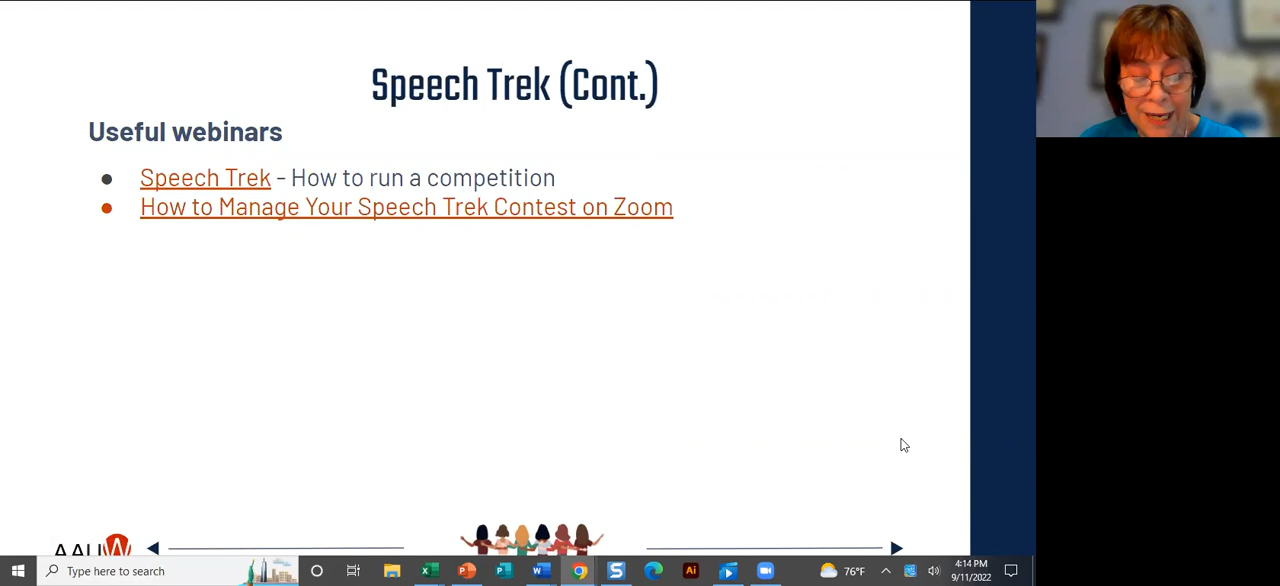 Speech Trek (Cont.)
Useful webinars
● Speech Trek - How to run a competition
● How to Manage Your Speech Trek Contest on Zoom
AAUW
Type here to search
76°F
4:14 PM
9/11/2022